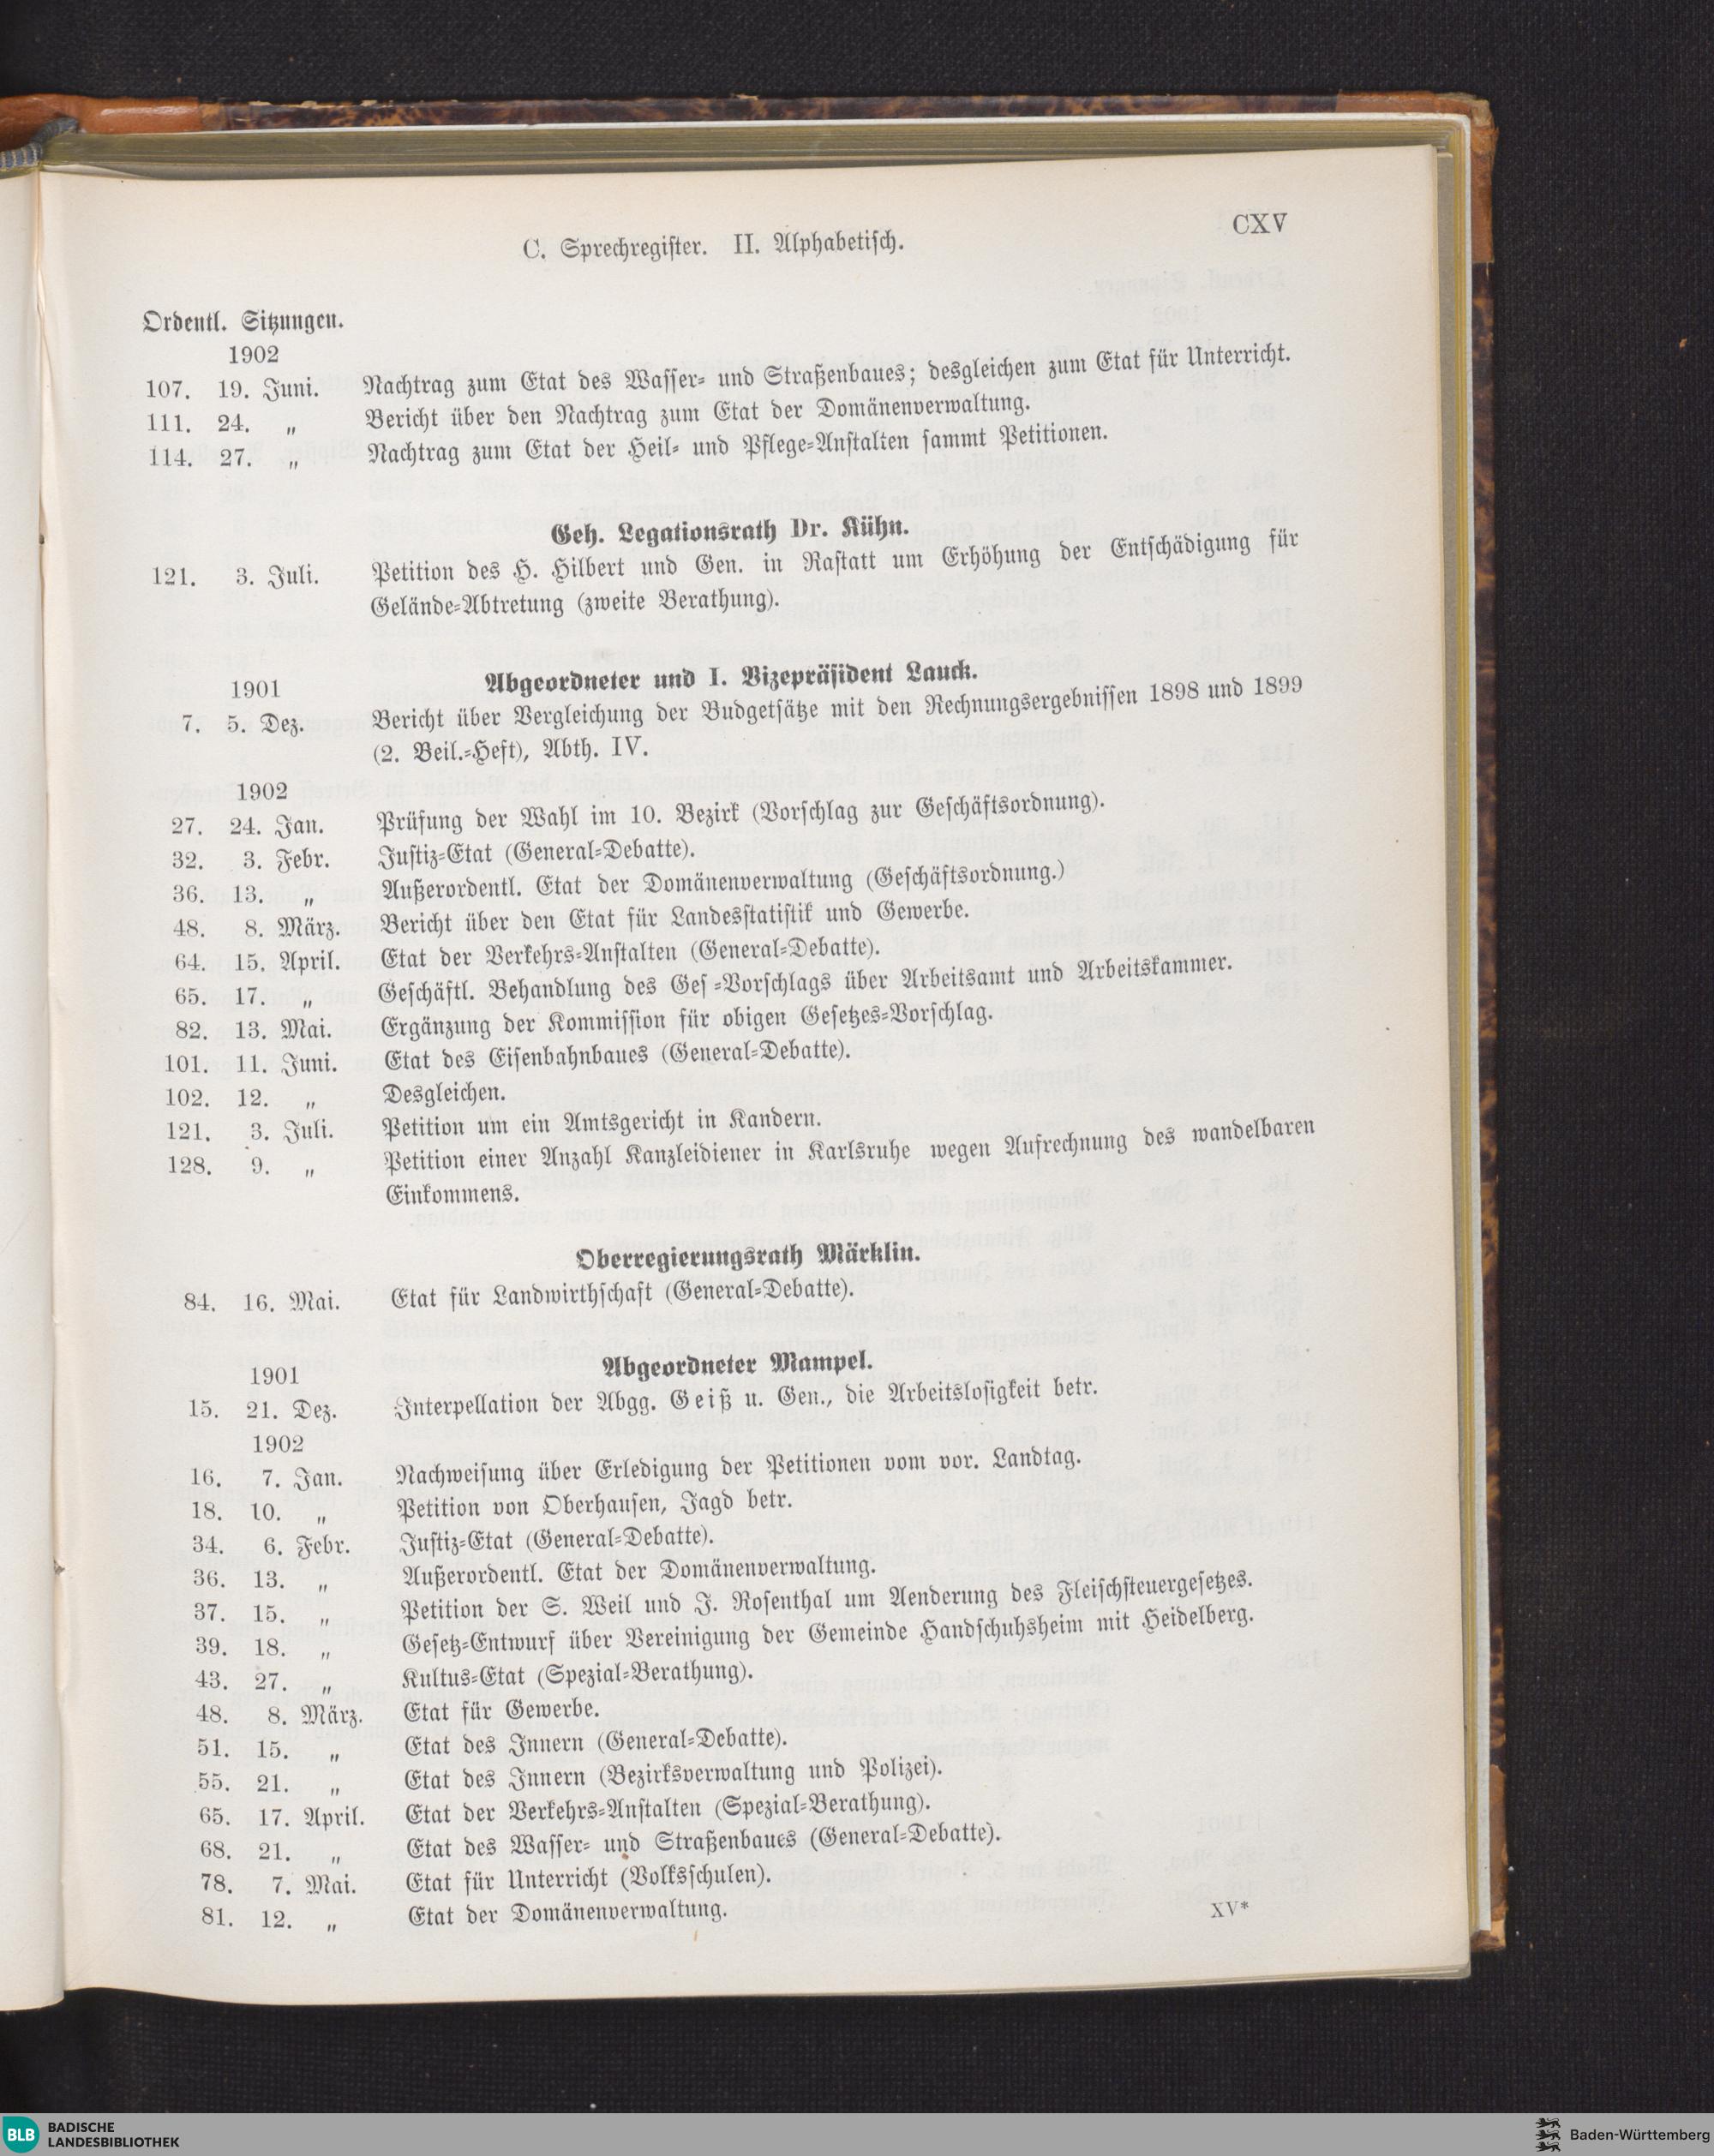 C. Sprechregister. II. Alphabetisch. CXV
Ordentl. Sitzungen.
1902
107. 19. Juni. Nachtrag zum Etat des Wasser- und Straßenbaues; desgleichen zum Etat für Unterricht.
111. 24. „ Bericht über den Nachtrag zum Etat der Domänenverwaltung.
114. 27. „ Nachtrag zum Etat der Heil- und Pflege-Anstalten sammt Petitionen.
Geh. Legationsrath Dr. Kühn.
121. 3. Juli. Petition des H. Hilbert und Gen. in Rastatt um Erhöhung der Entschädigung für
Gelände-Abtretung (zweite Berathung).
Abgeordneter und I. Vizepräsident Lauck.
1901
7. 5. Dez. Bericht über Vergleichung der Budgetsätze mit den Rechnungsergebnissen 1898 und 1899
(2. Beil.-Heft), Abth. IV.
1902
27. 24. Jan. Prüfung der Wahl im 10. Bezirk (Vorschlag zur Geschäftsordnung).
32. 3. Febr. Justiz-Etat (General-Debatte).
36. 13. „ Außerordentl. Etat der Domänenverwaltung (Geschäftsordnung.)
48. 8. März. Bericht über den Etat für Landesstatistik und Gewerbe.
64. 15. April. Etat der Verkehrs-Anstalten (General-Debatte).
65. 17. „ Geschäftl. Behandlung des Ges -Vorschlags über Arbeitsamt und Arbeitskammer.
82. 13. Mai. Ergänzung der Kommission für obigen Gesetzes-Vorschlag.
101. 11. Juni. Etat des Eisenbahnbaues (General-Debatte).
102. 12. „ Desgleichen.
121. 3. Juli. Petition um ein Amtsgericht in Kandern.
128. 9. „ Petition einer Anzahl Kanzleidiener in Karlsruhe wegen Aufrechnung des wandelbaren
Einkommens.
Oberregierungsrath Märklin.
84. 16. Mai. Etat für Landwirthschaft (General-Debatte).
Abgeordneter Mampel.
1901
15. 21. Dez. Interpellation der Abgg. Geiß u. Gen., die Arbeitslosigkeit betr.
1902
16. 7. Jan. Nachweisung über Erledigung der Petitionen vom vor. Landtag.
18. 10. „ Petition von Oberhausen, Jagd betr.
34. 6. Febr. Justiz-Etat (General-Debatte).
36. 13. „ Außerordentl. Etat der Domänenverwaltung.
37. 15. „ Petition der S. Weil und J. Rosenthal um Aenderung des Fleischsteuergesetzes.
39. 18. „ Gesetz-Entwurf über Vereinigung der Gemeinde Handschuhsheim mit Heidelberg.
43. 27. „ Kultus-Etat (Spezial-Berathung).
48. 8. März. Etat für Gewerbe.
51. 15. „ Etat des Innern (General-Debatte).
55. 21. „ Etat des Innern (Bezirksverwaltung und Polizei).
65. 17. April. Etat der Verkehrs-Anstalten (Spezial-Berathung).
68. 21. „ Etat des Wasser- und Straßenbaues (General-Debatte).
78. 7. Mai. Etat für Unterricht (Volksschulen).
81. 12. „ Etat der Domänenverwaltung.
XV*
BLB BADISCHE
LANDESBIBLIOTHEK
Baden-Württemberg